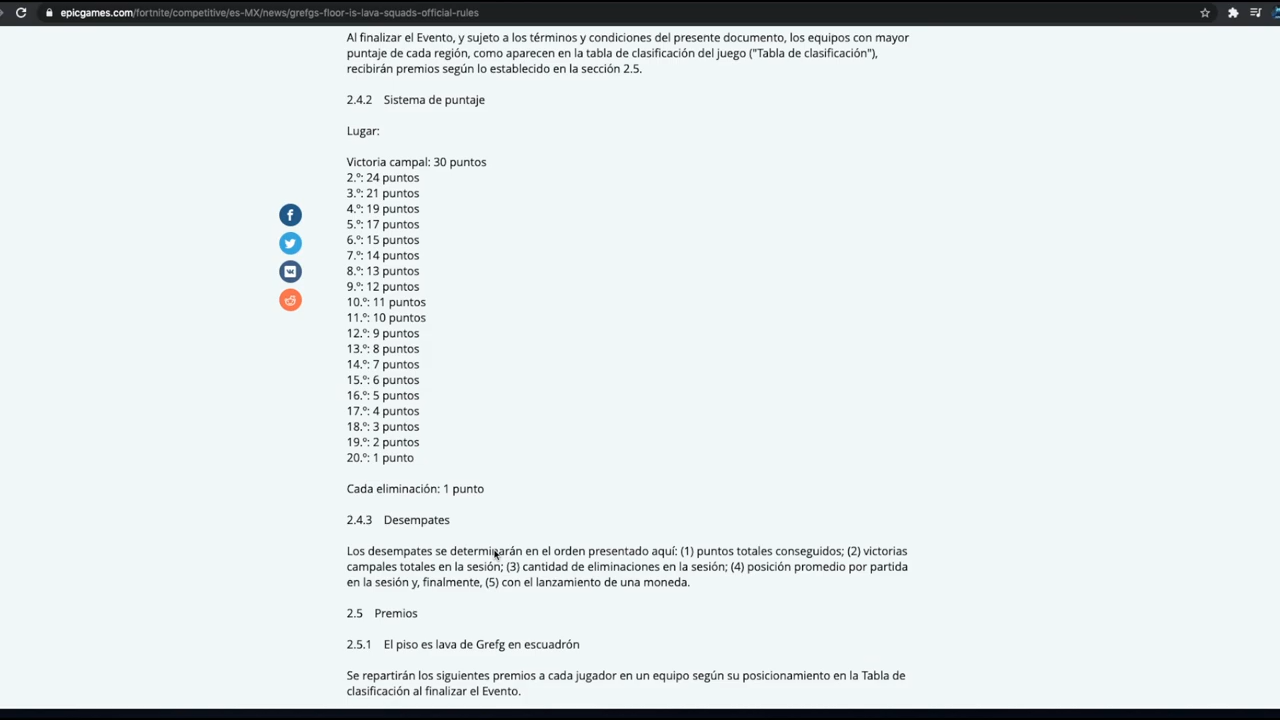 epicgames.com/fortnite/competitive/es-MX/news/grefgs-floor-is-lava-squads-official-rules
Al finalizar el Evento, y sujeto a los términos y condiciones del presente documento, los equipos con mayor
puntaje de cada región, como aparecen en la tabla de clasificación del juego ("Tabla de clasificación"),
recibirán premios según lo establecido en la sección 2.5.
2.4.2 Sistema de puntaje
Lugar:
Victoria campal: 30 puntos
2.º: 24 puntos
3.º: 21 puntos
4.º: 19 puntos
5.º: 17 puntos
6.º: 15 puntos
7.º: 14 puntos
8.º: 13 puntos
9.º: 12 puntos
10.º: 11 puntos
11.º: 10 puntos
12.º: 9 puntos
13.º: 8 puntos
14.º: 7 puntos
15.º: 6 puntos
16.º: 5 puntos
17.º: 4 puntos
18.º: 3 puntos
19.º: 2 puntos
20.º: 1 punto
Cada eliminación: 1 punto
2.4.3 Desempates
Los desempates se determinarán en el orden presentado aquí: (1) puntos totales conseguidos; (2) victorias
campales totales en la sesión; (3) cantidad de eliminaciones en la sesión; (4) posición promedio por partida
en la sesión y, finalmente, (5) con el lanzamiento de una moneda.
2.5 Premios
2.5.1 El piso es lava de Grefg en escuadrón
Se repartirán los siguientes premios a cada jugador en un equipo según su posicionamiento en la Tabla de
clasificación al finalizar el Evento.